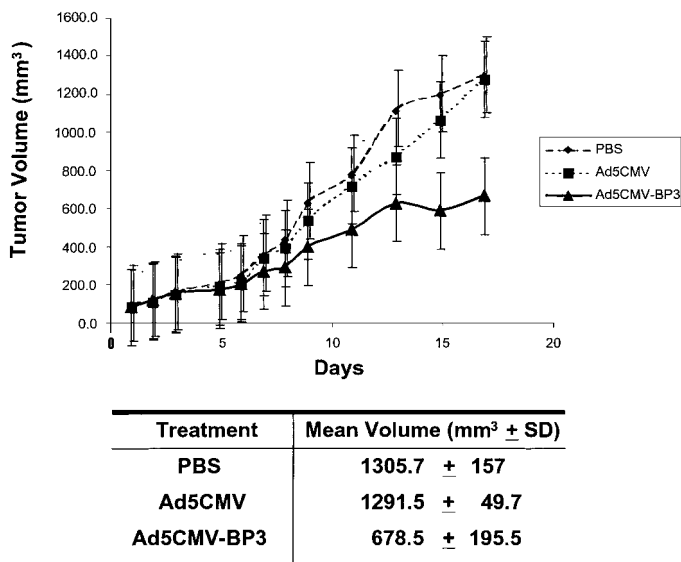 1600.0
1400.0
1200.0
1000.0
800.0
600.0
400.0
200.0
0.0
Tumor Volume (mm³)
0 5 10 15 20
Days
PBS
Ad5CMV
Ad5CMV-BP3
Treatment Mean Volume (mm³ ± SD)
PBS 1305.7 ± 157
Ad5CMV 1291.5 ± 49.7
Ad5CMV-BP3 678.5 ± 195.5